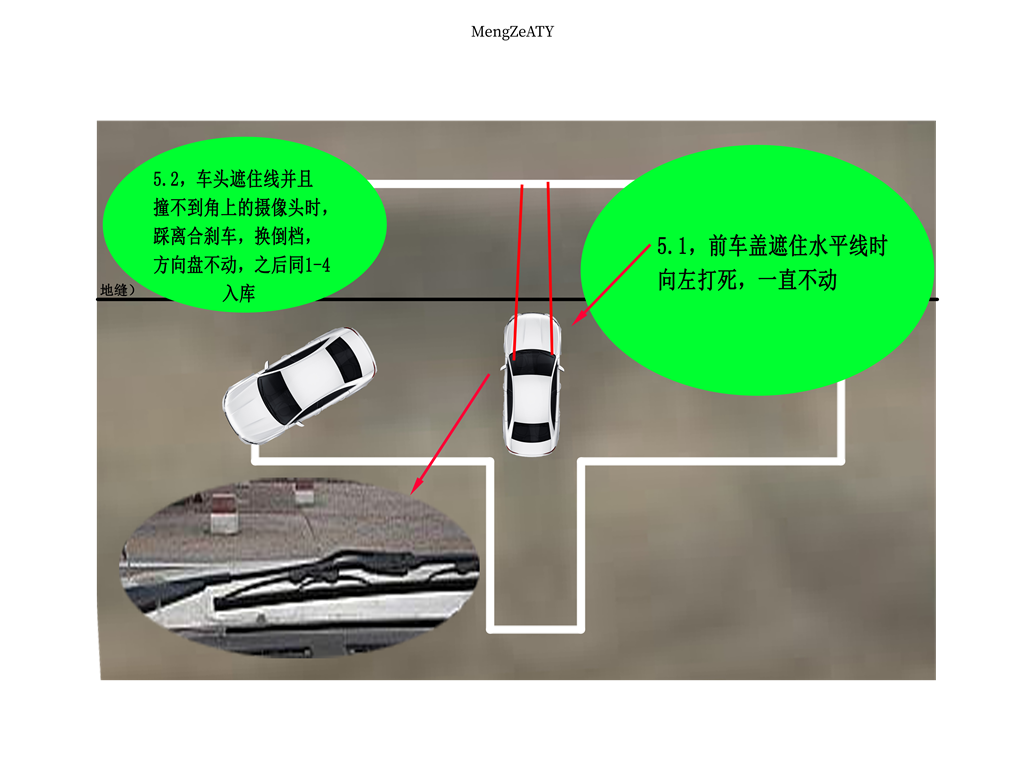 MengZeATY
5.2，车头遮住线并且
撞不到角上的摄像头时，
踩离合刹车，换倒档，
方向盘不动，之后同1-4
入库
5.1，前车盖遮住水平线时
向左打死，一直不动
地缝）